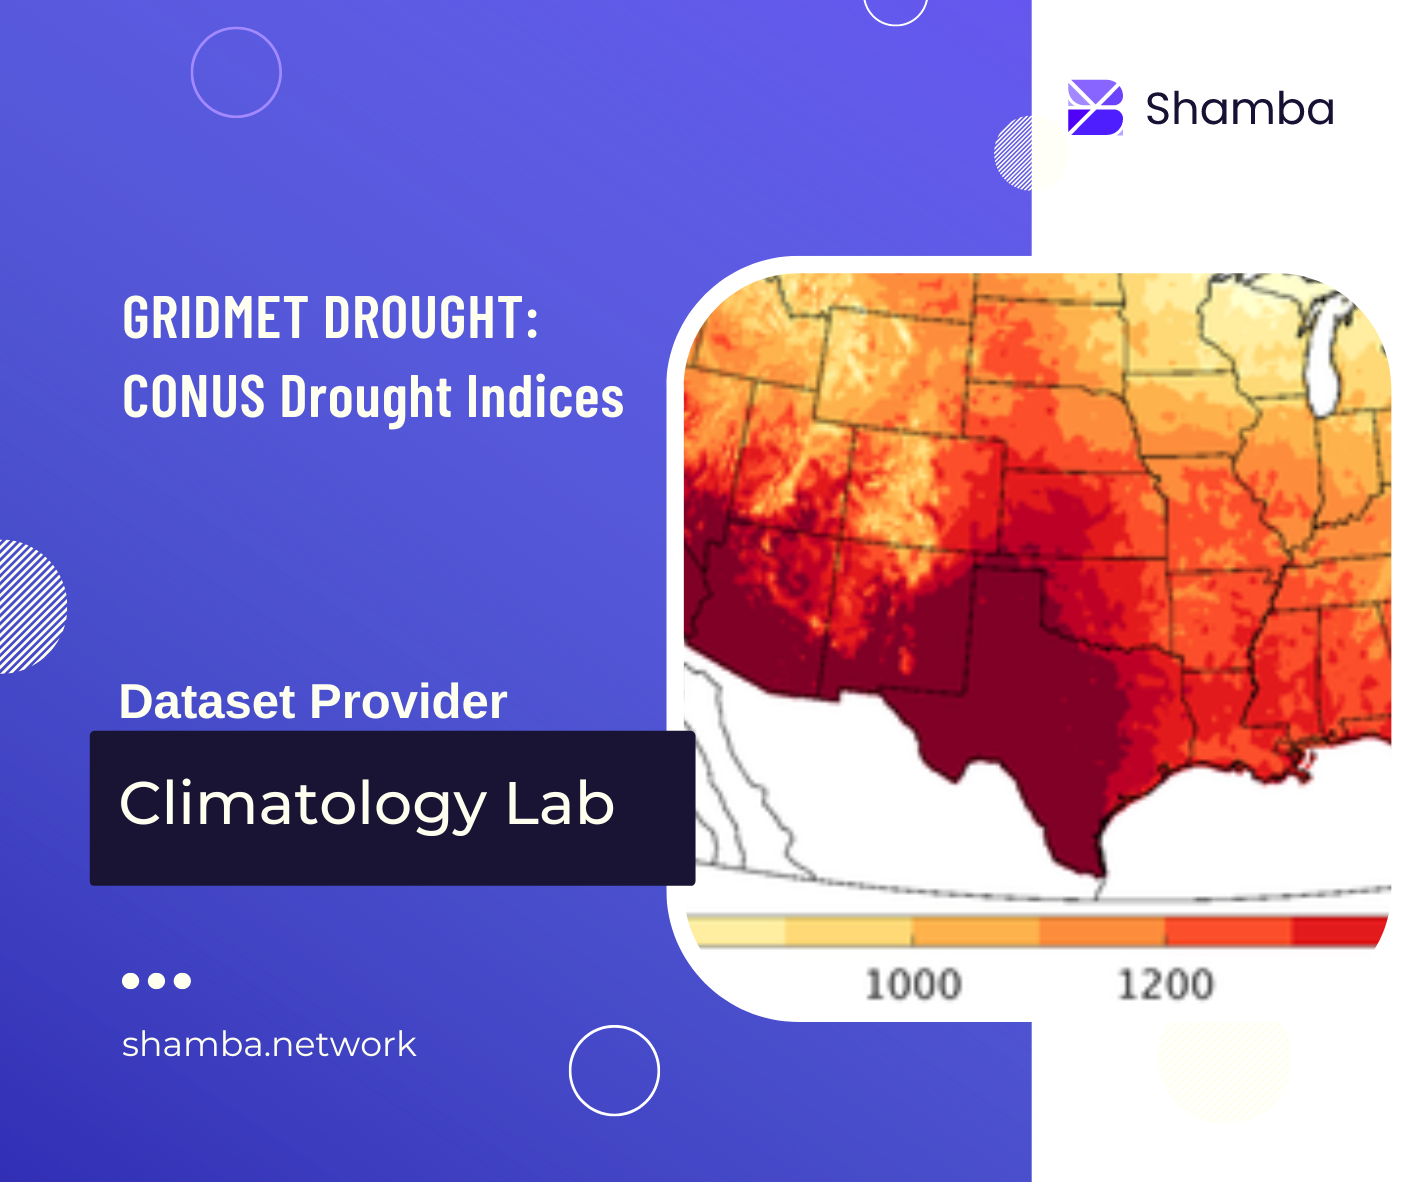 Shamba
GRIDMET DROUGHT:
CONUS Drought Indices
Dataset Provider
Climatology Lab
1000
1200
shamba.network